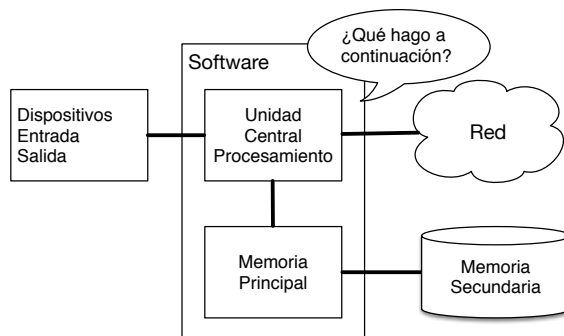 ¿Qué hago a
continuación?
Software
Dispositivos
Entrada
Salida
Unidad
Central
Procesamiento
Red
Memoria
Principal
Memoria
Secundaria